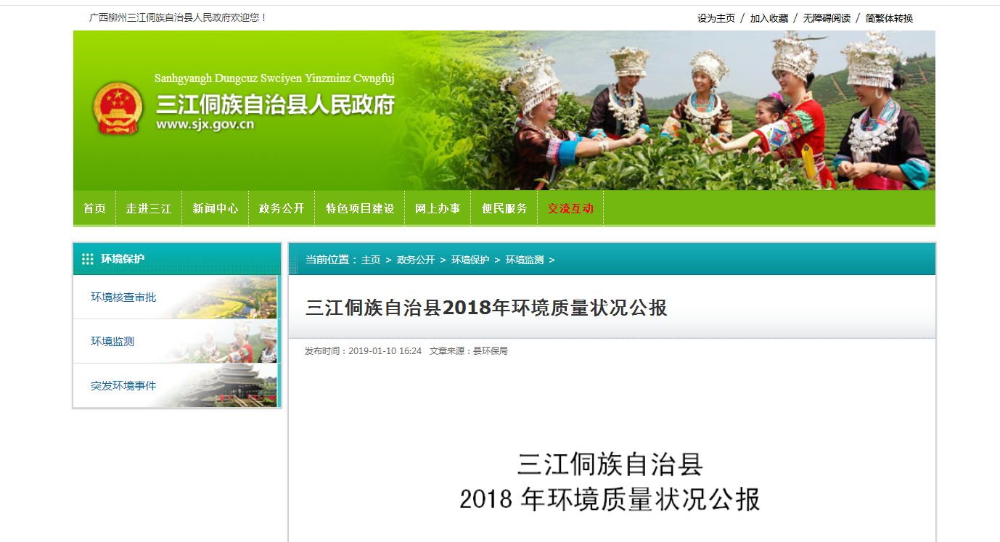 广西柳州三江侗族自治县人民政府欢迎您！
设为主页 / 加入收藏 / 无障碍阅读 / 简繁体转换
Sanhgyangh Dungcuz Swciyen Yinzminz Cwngfuj
三江侗族自治县人民政府
www.sjx.gov.cn
首页 走进三江 新闻中心 政务公开 特色项目建设 网上办事 便民服务 交流互动
环境保护
环境核查审批
环境监测
突发环境事件
当前位置：主页 > 政务公开 > 环境保护 > 环境监测 >
三江侗族自治县2018年环境质量状况公报
发布时间：2019-01-10 16:24 文章来源：县环保局
三江侗族自治县
2018 年环境质量状况公报